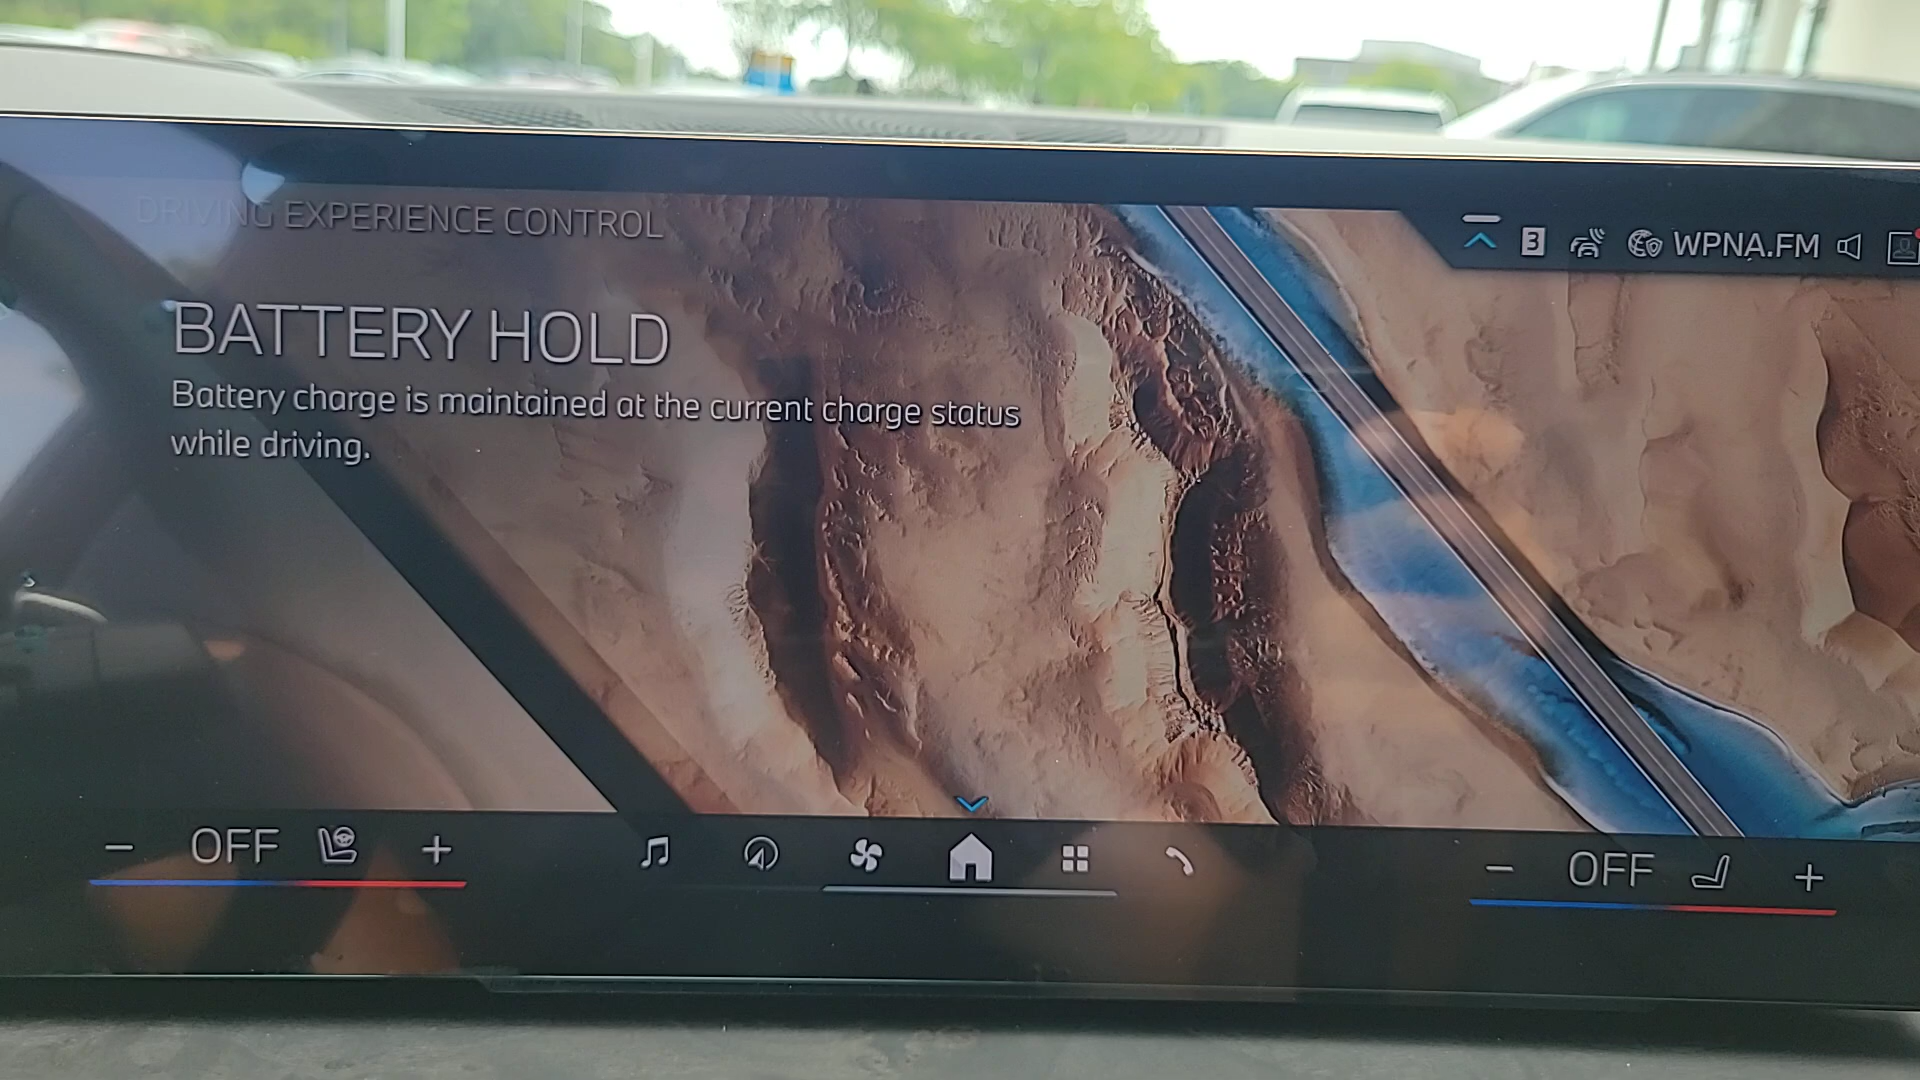 DRIVING EXPERIENCE CONTROL
3 WPNA.FM
BATTERY HOLD
Battery charge is maintained at the current charge status
while driving.
− OFF +
− OFF +